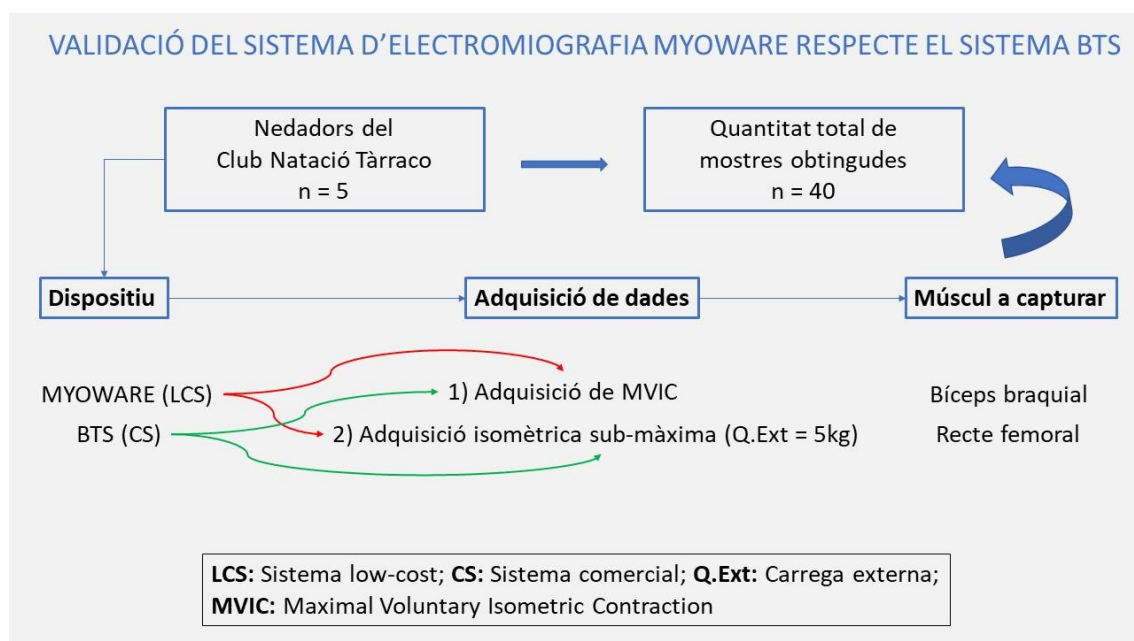 VALIDACIÓ DEL SISTEMA D'ELECTROMIOGRAFIA MYOWARE RESPECTE EL SISTEMA BTS
Nedadors del
Club Natació Tàrraco
n = 5
Quantitat total de
mostres obtingudes
n = 40
Dispositiu
Adquisició de dades
Múscul a capturar
MYOWARE (LCS)
BTS (CS)
1) Adquisició de MVIC
2) Adquisició isomètrica sub-màxima (Q.Ext = 5kg)
Bíceps braquial
Recte femoral
LCS: Sistema low-cost; CS: Sistema comercial; Q.Ext: Carrega externa;
MVIC: Maximal Voluntary Isometric Contraction